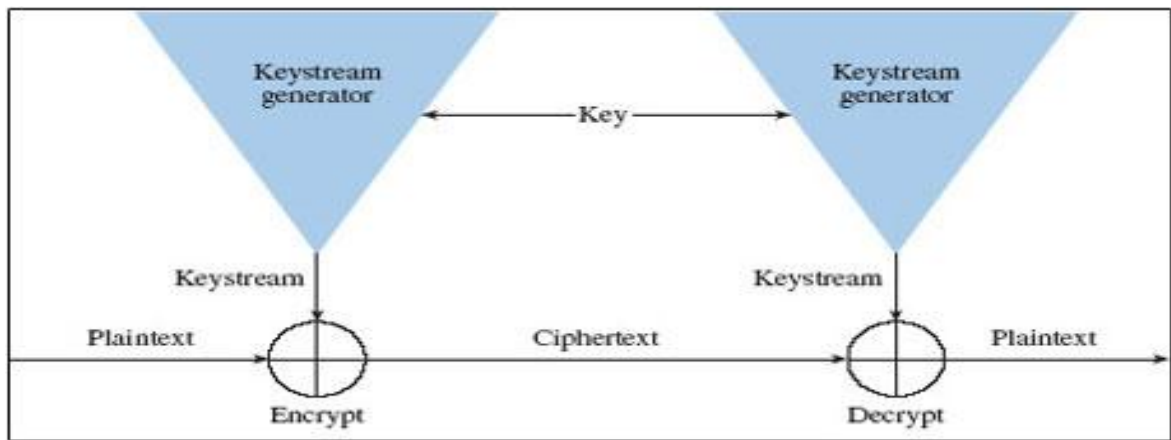 Keystream
generator
Keystream
generator
Key
Keystream
Keystream
Plaintext
Ciphertext
Plaintext
Encrypt
Decrypt